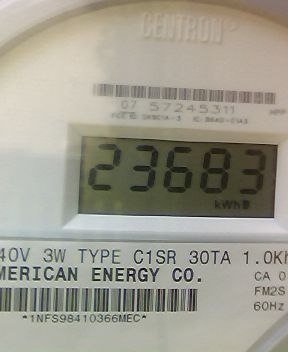 CENTRON
07 57245311
23683
kWh
40V 3W TYPE C1SR 30TA 1.0Kh
MERICAN ENERGY CO.
CA 0
FM2S
60Hz
*1NFS98410366MEC*